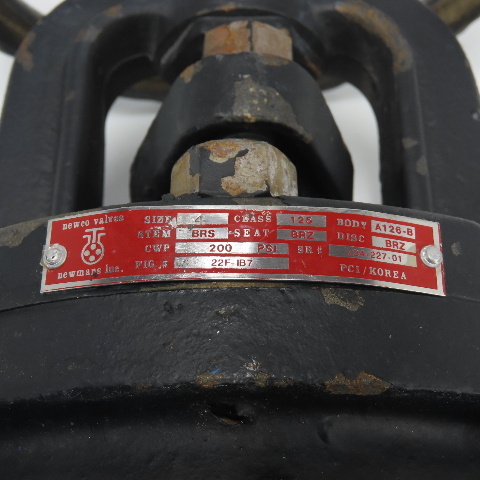 newco valves
newmans inc.
SIZE 4 CLASS 125 BODY A126-B
STEM BRS SEAT BRZ DISC BRZ
CWP 200 PSI SR#
FIG.# 22F-IB7 PCI/KOREA